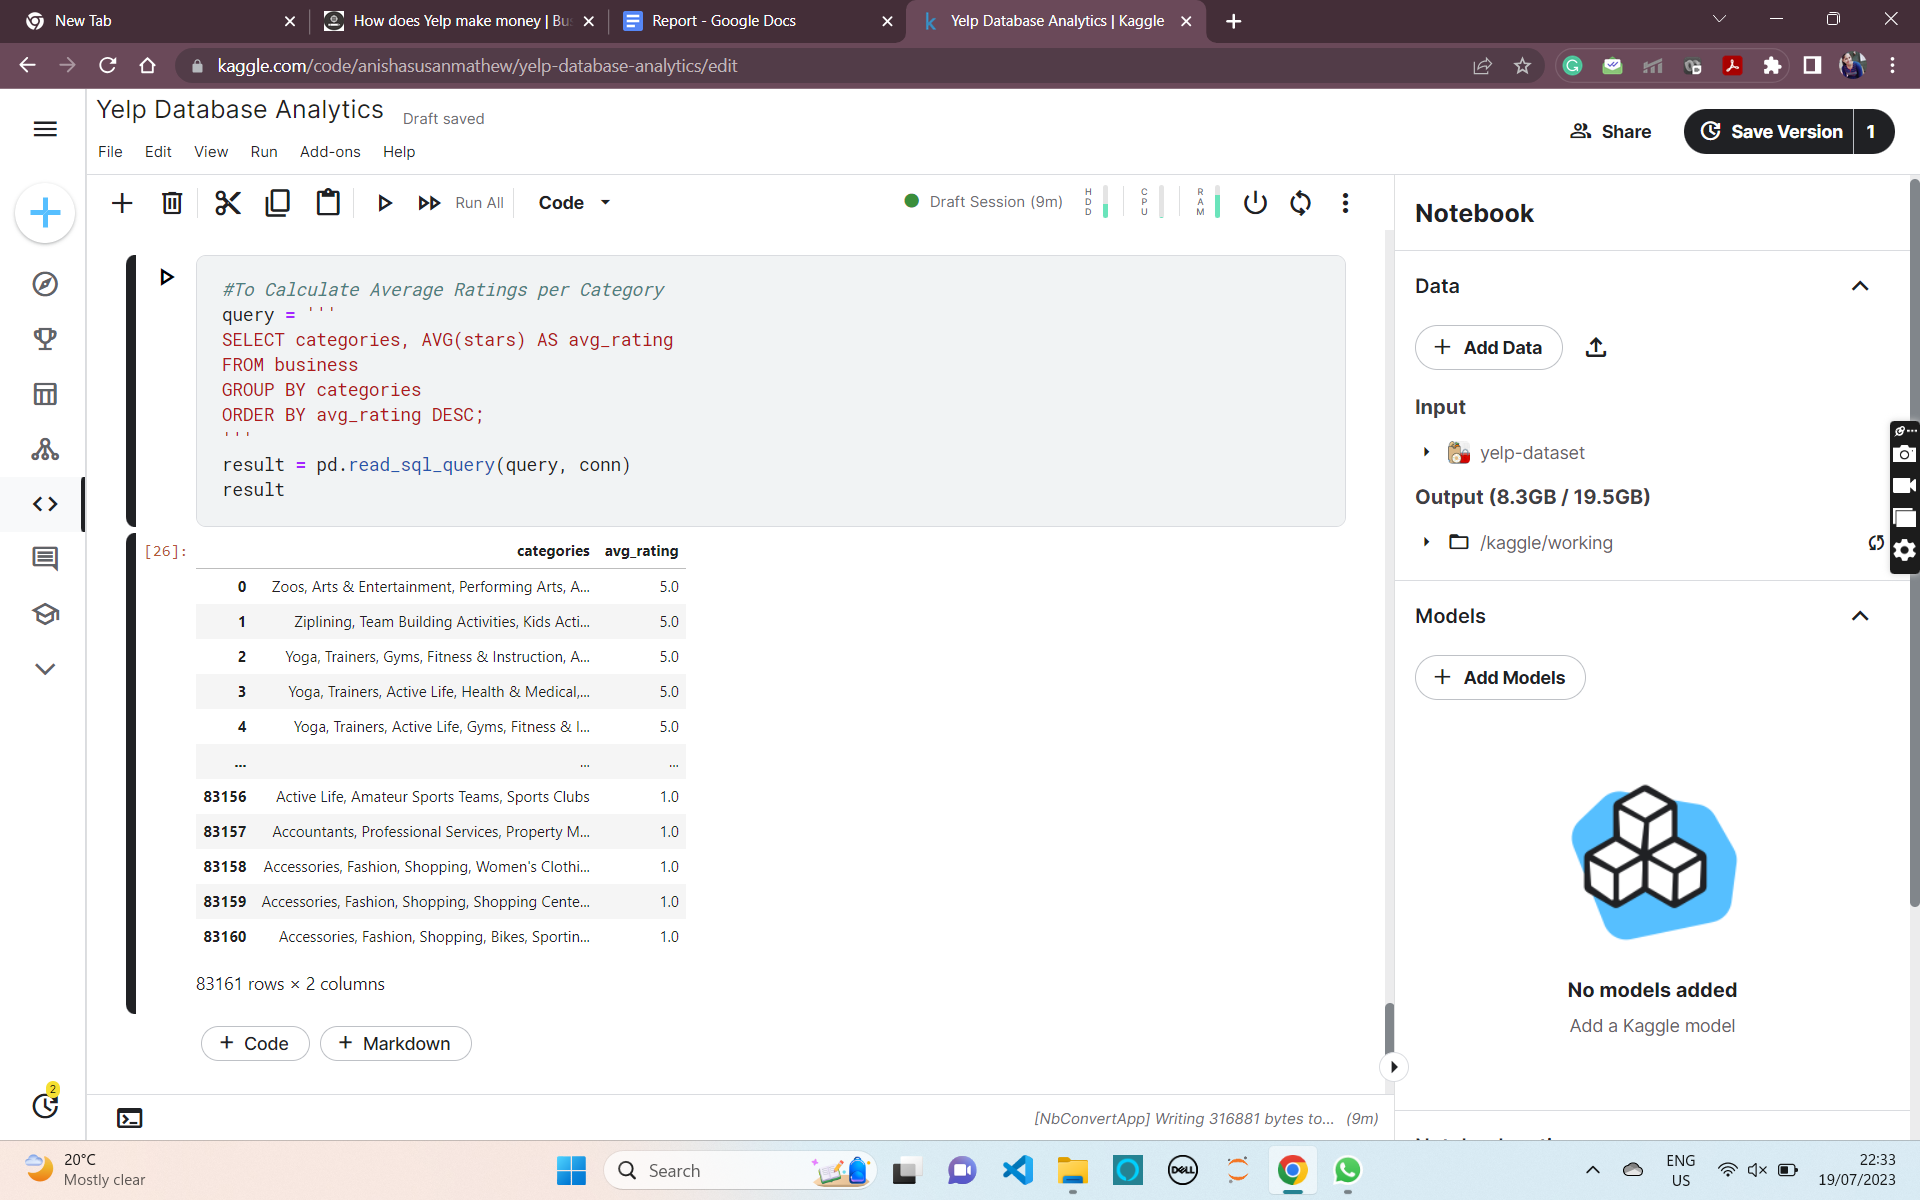 New Tab
How does Yelp make money | Bu
Report - Google Docs
Yelp Database Analytics | Kaggle
kaggle.com/code/anishasusanmathew/yelp-database-analytics/edit
Yelp Database Analytics
Draft saved
File Edit View Run Add-ons Help
Share
Save Version 1
Run All
Code
Draft Session (9m)
HDD
CPU
RAM
#To Calculate Average Ratings per Category
query = '''
SELECT categories, AVG(stars) AS avg_rating
FROM business
GROUP BY categories
ORDER BY avg_rating DESC;
'''
result = pd.read_sql_query(query, conn)
result
[26]:
categories avg_rating
0 Zoos, Arts & Entertainment, Performing Arts, A... 5.0
1 Ziplining, Team Building Activities, Kids Acti... 5.0
2 Yoga, Trainers, Gyms, Fitness & Instruction, A... 5.0
3 Yoga, Trainers, Active Life, Health & Medical,... 5.0
4 Yoga, Trainers, Active Life, Gyms, Fitness & I... 5.0
... ... ...
83156 Active Life, Amateur Sports Teams, Sports Clubs 1.0
83157 Accountants, Professional Services, Property M... 1.0
83158 Accessories, Fashion, Shopping, Women's Clothi... 1.0
83159 Accessories, Fashion, Shopping, Shopping Cente... 1.0
83160 Accessories, Fashion, Shopping, Bikes, Sportin... 1.0
83161 rows × 2 columns
+ Code
+ Markdown
[NbConvertApp] Writing 316881 bytes to... (9m)
Notebook
Data
+ Add Data
Input
yelp-dataset
Output (8.3GB / 19.5GB)
/kaggle/working
Models
+ Add Models
No models added
Add a Kaggle model
2
20°C
Mostly clear
Search
DELL
ENG
US
22:33
19/07/2023